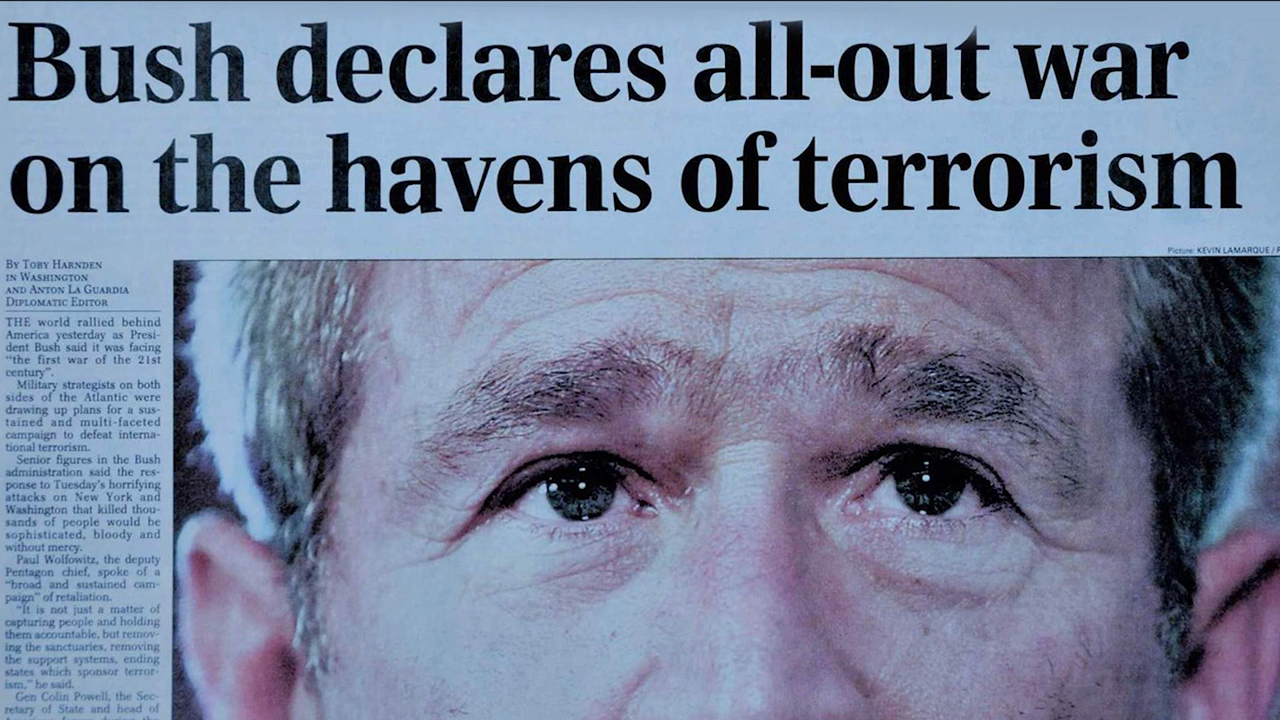 Bush declares all-out war
on the havens of terrorism
Picture: KEVIN LAMARQUE /
BY TOBY HARNDEN
IN WASHINGTON
AND ANTON LA GUARDIA
DIPLOMATIC EDITOR
THE world rallied behind
America yesterday as Presi-
dent Bush said it was facing
“the first war of the 21st
century”.
Military strategists on both
sides of the Atlantic were
drawing up plans for a sus-
tained and multi-faceted
campaign to defeat interna-
tional terrorism.
Senior figures in the Bush
administration said the res-
ponse to Tuesday's horrifying
attacks on New York and
Washington that killed thou-
sands of people would be
sophisticated, bloody and
without mercy.
Paul Wolfowitz, the deputy
Pentagon chief, spoke of a
“broad and sustained cam-
paign” of retaliation.
“It is not just a matter of
capturing people and holding
them accountable, but remov-
ing the sanctuaries, removing
the support systems, ending
states which sponsor terror-
ism,” he said.
Gen Colin Powell, the Sec-
retary of State and head of